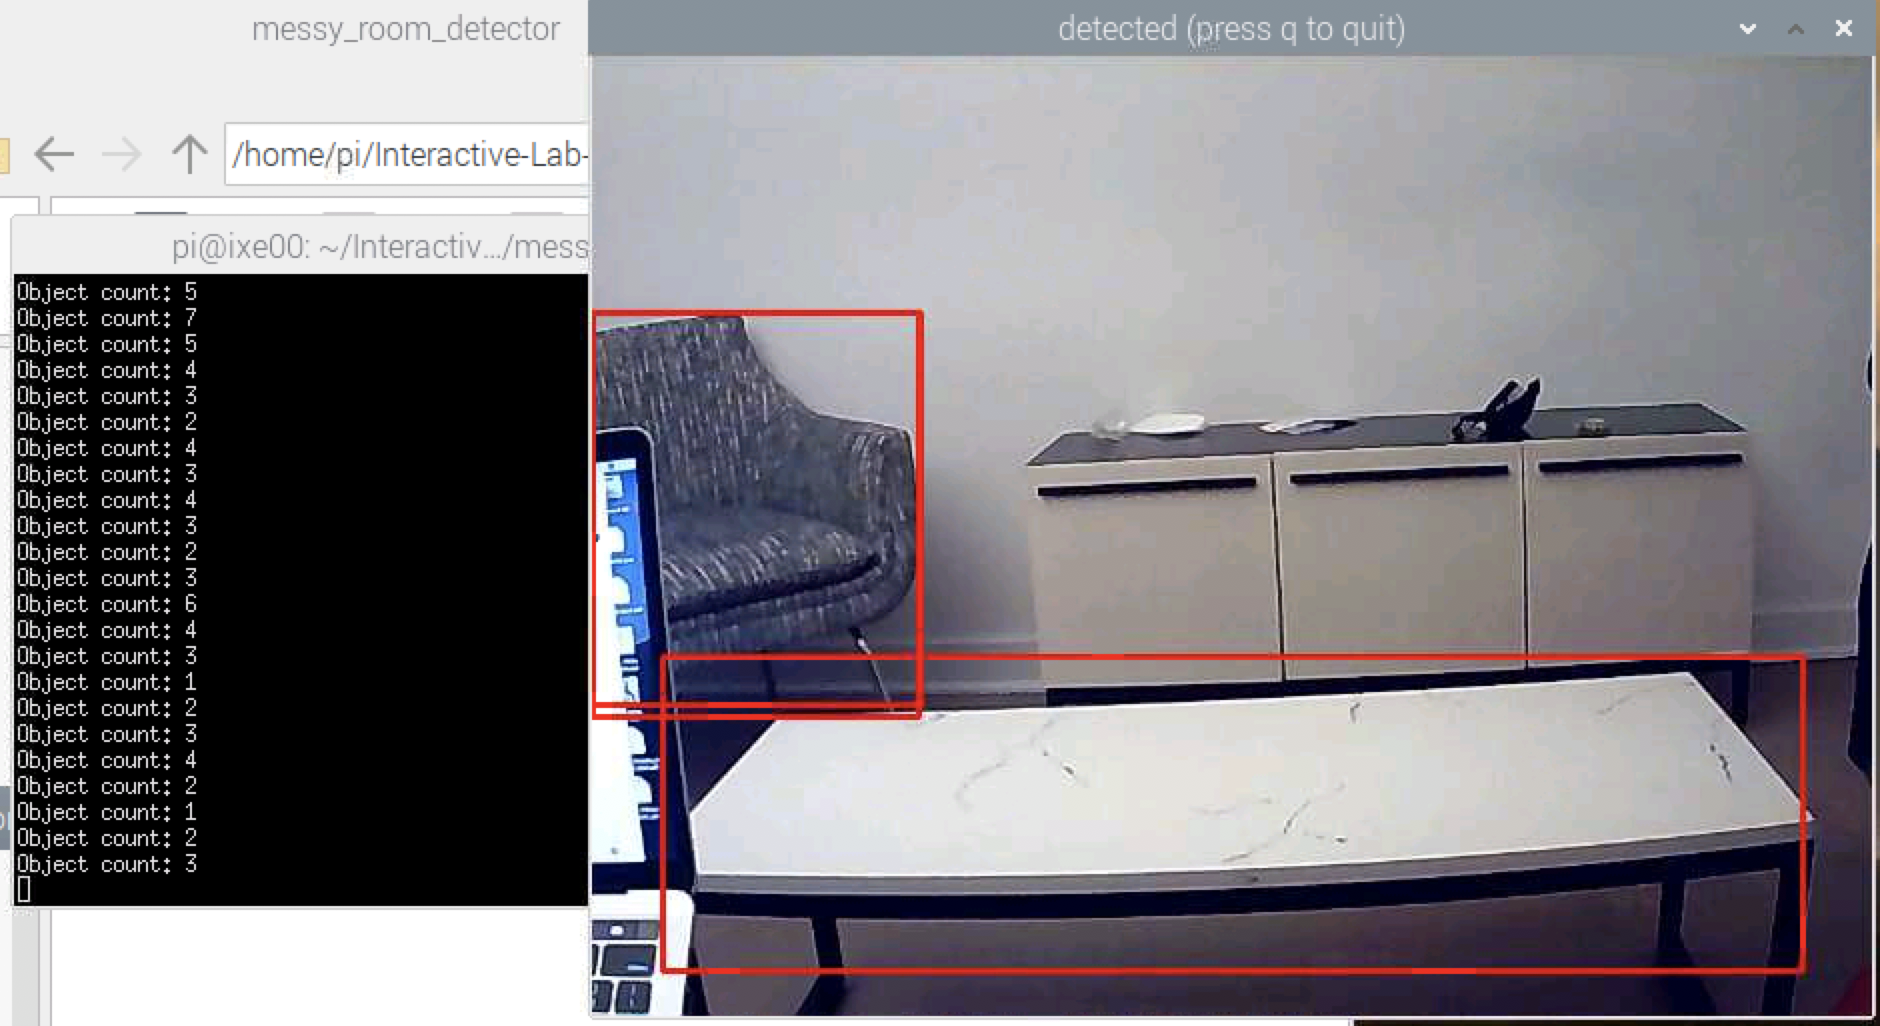 messy_room_detector
detected (press q to quit)
/home/pi/Interactive-Lab-
pi@ixe00: ~/Interactiv.../mess
Object count: 5
Object count: 7
Object count: 5
Object count: 4
Object count: 3
Object count: 2
Object count: 4
Object count: 3
Object count: 4
Object count: 3
Object count: 2
Object count: 3
Object count: 6
Object count: 4
Object count: 3
Object count: 1
Object count: 2
Object count: 3
Object count: 4
Object count: 2
Object count: 1
Object count: 2
Object count: 3